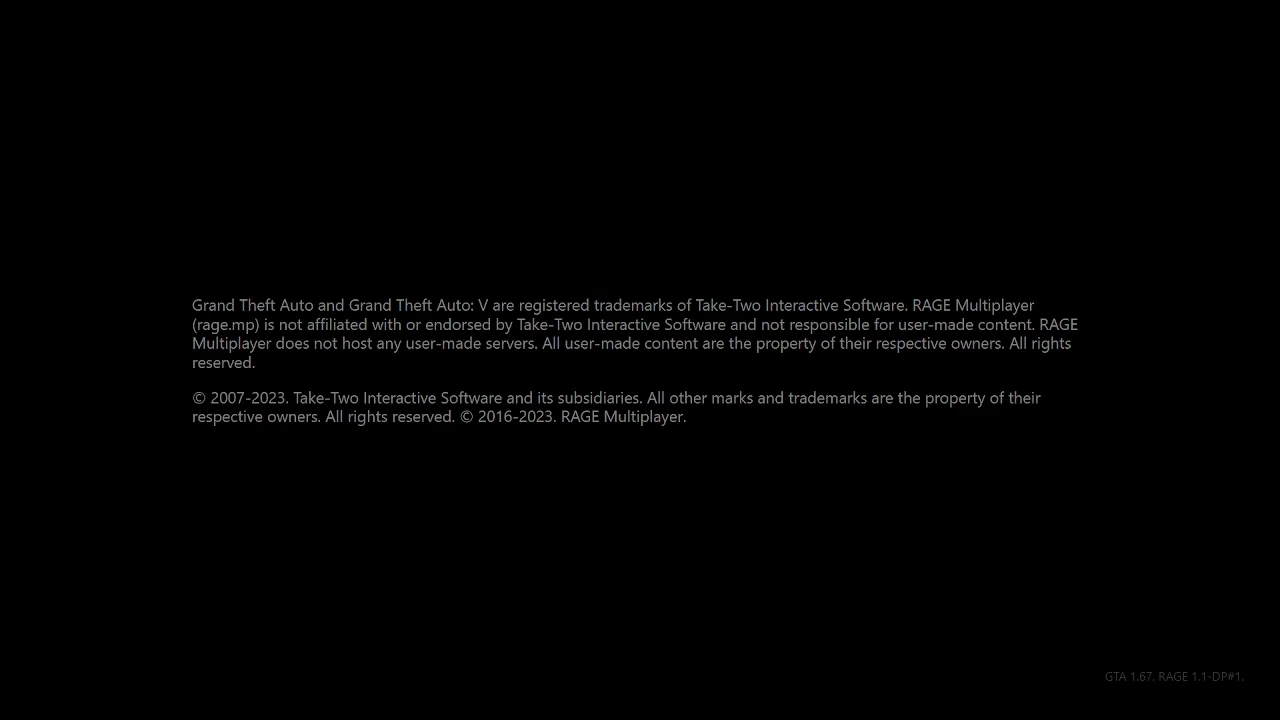 Grand Theft Auto and Grand Theft Auto: V are registered trademarks of Take-Two Interactive Software. RAGE Multiplayer
(rage.mp) is not affiliated with or endorsed by Take-Two Interactive Software and not responsible for user-made content. RAGE
Multiplayer does not host any user-made servers. All user-made content are the property of their respective owners. All rights
reserved.
© 2007-2023. Take-Two Interactive Software and its subsidiaries. All other marks and trademarks are the property of their
respective owners. All rights reserved. © 2016-2023. RAGE Multiplayer.
GTA 1.67. RAGE 1.1-DP#1.